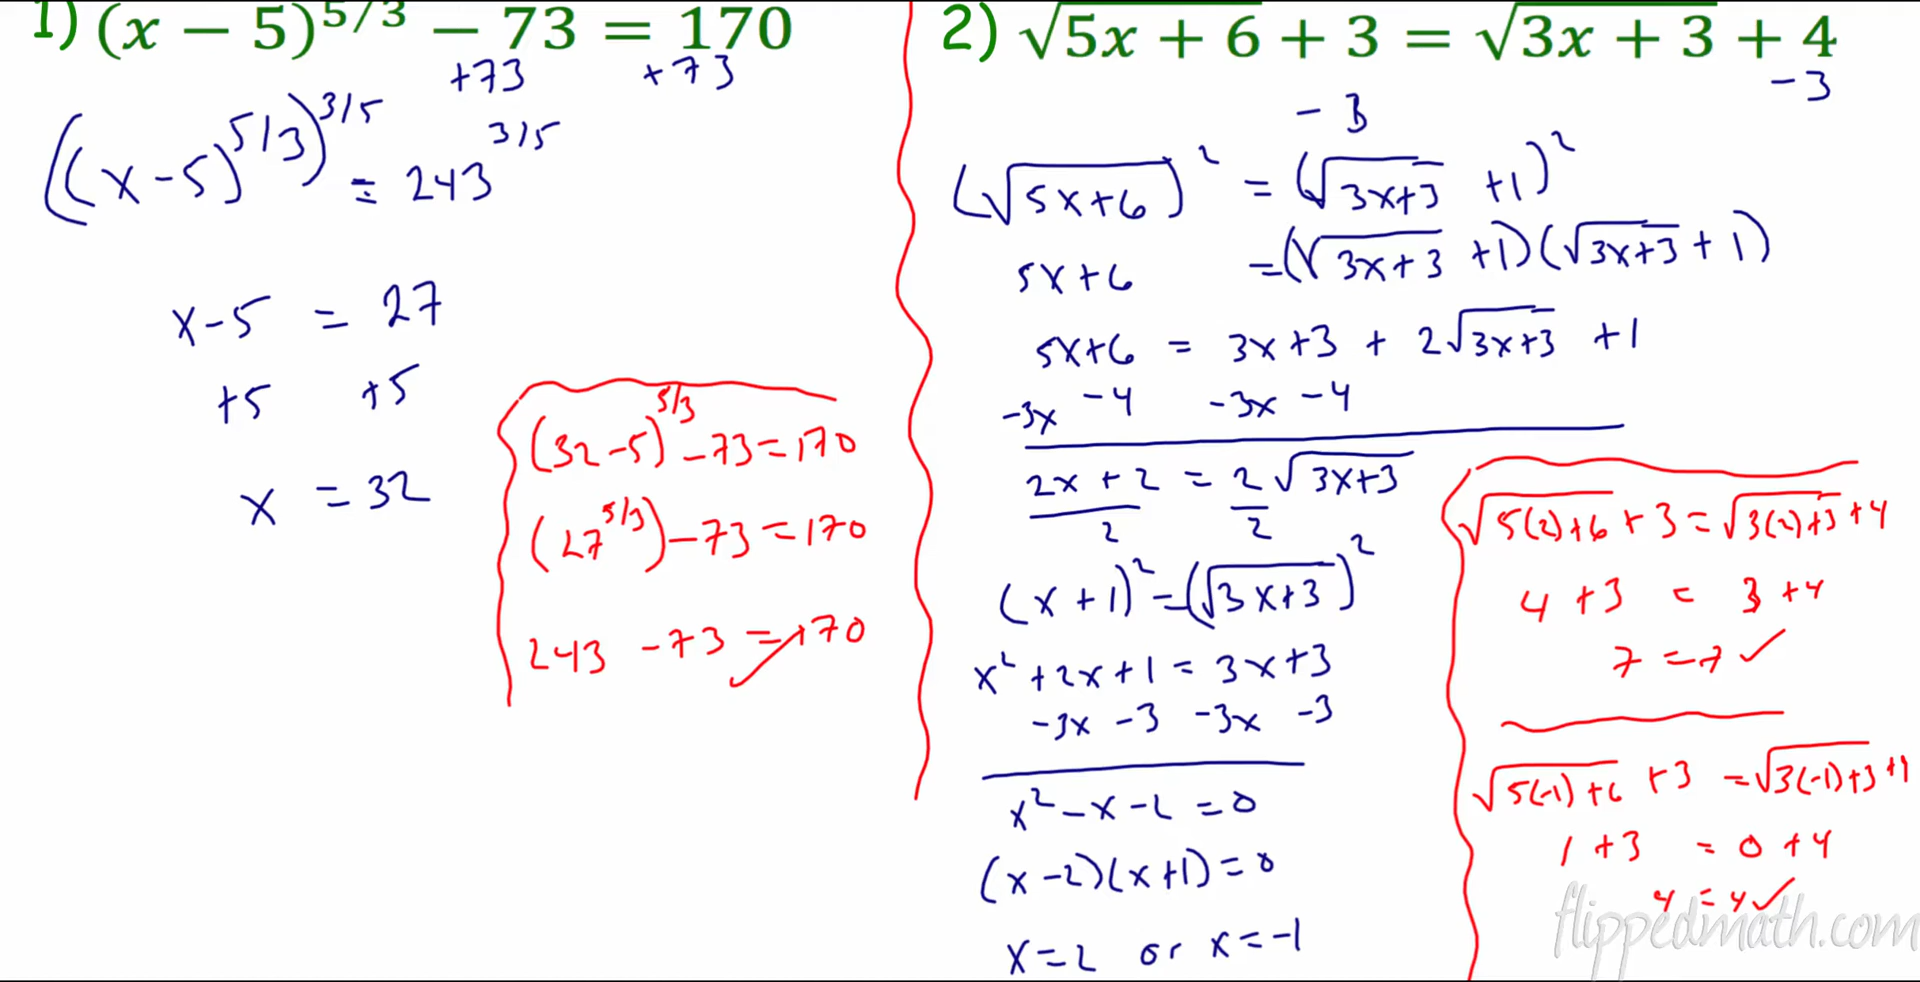 1) (x − 5)^{5/3} − 73 = 170
+73 +73
((x-5)^{5/3})^{3/5} = 243^{3/5}
x-5 = 27
+5 +5
x = 32
(32-5)^{5/3} -73=170
(27^{5/3})-73=170
243 -73 =170 ✓
2) √(5x + 6) + 3 = √(3x + 3) + 4
-3
-3
(√(5x+6))² = (√(3x+3) +1)²
5x+6 =(√(3x+3) +1)(√(3x+3) + 1)
5x+6 = 3x+3 + 2√(3x+3) +1
-3x -4 -3x -4
2x + 2 = 2√(3x+3)
2 2
(x+1)²=(√(3x+3))²
x²+2x+1=3x+3
-3x -3 -3x -3
x²-x-2=0
(x-2)(x+1)=0
x=2 or x=-1
√(5(2)+6) +3=√(3(2)+3)+4
4 +3 = 3+4
7 =7 ✓
√(5(-1)+6) +3 =√(3(-1)+3)+4
1 +3 = 0+4
4 =4 ✓
flippedmath.com